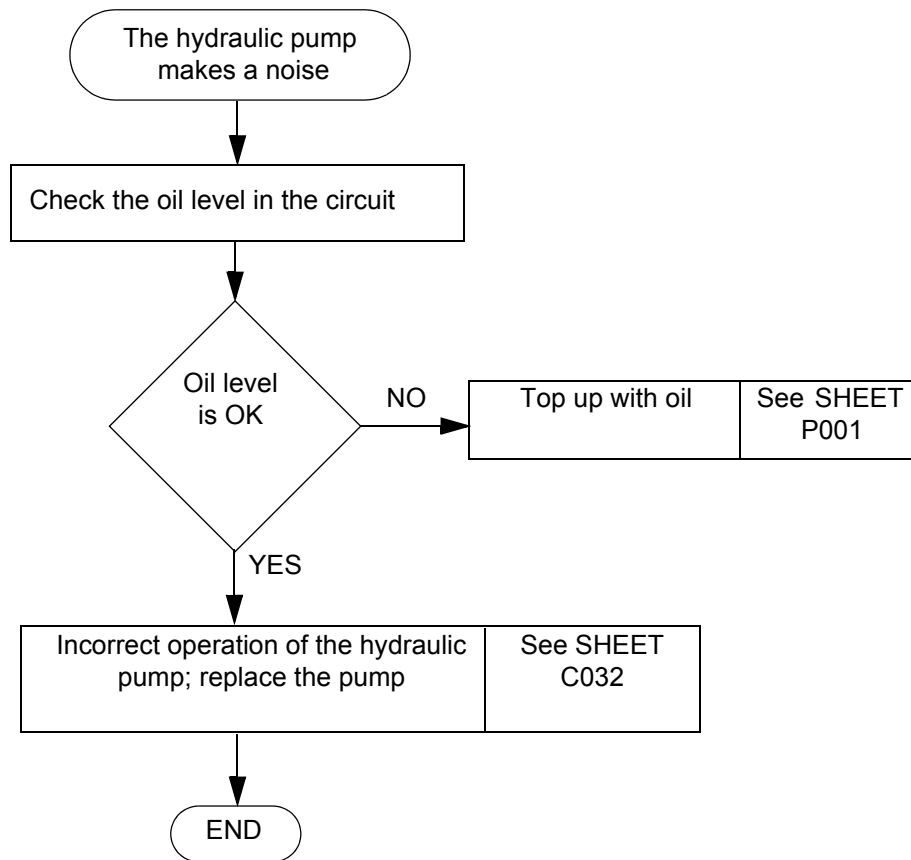 The hydraulic pump
makes a noise
Check the oil level in the circuit
Oil level
is OK
NO
Top up with oil
See SHEET
P001
YES
Incorrect operation of the hydraulic
pump; replace the pump
See SHEET
C032
END